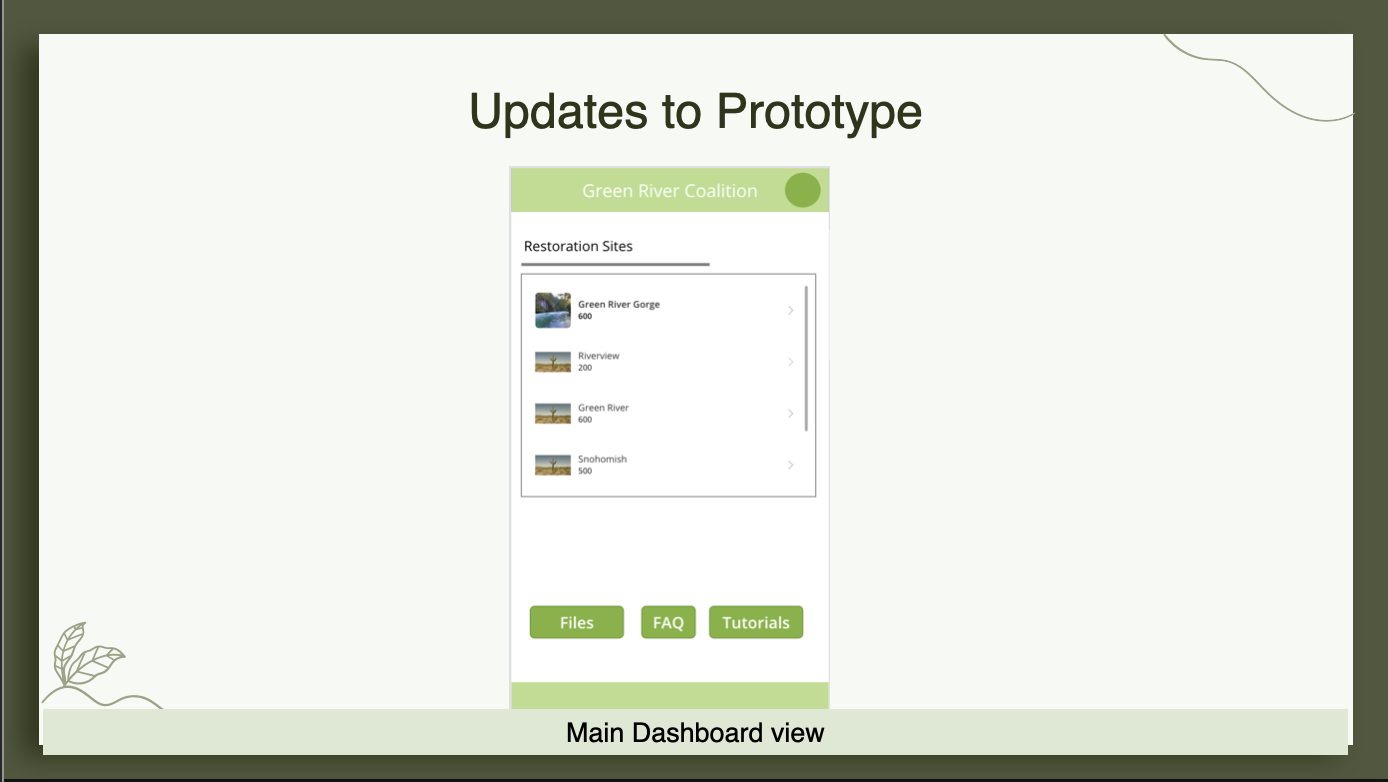 Updates to Prototype
Green River Coalition
Restoration Sites
Green River Gorge
600
Riverview
200
Green River
600
Snohomish
500
Files
FAQ
Tutorials
Main Dashboard view